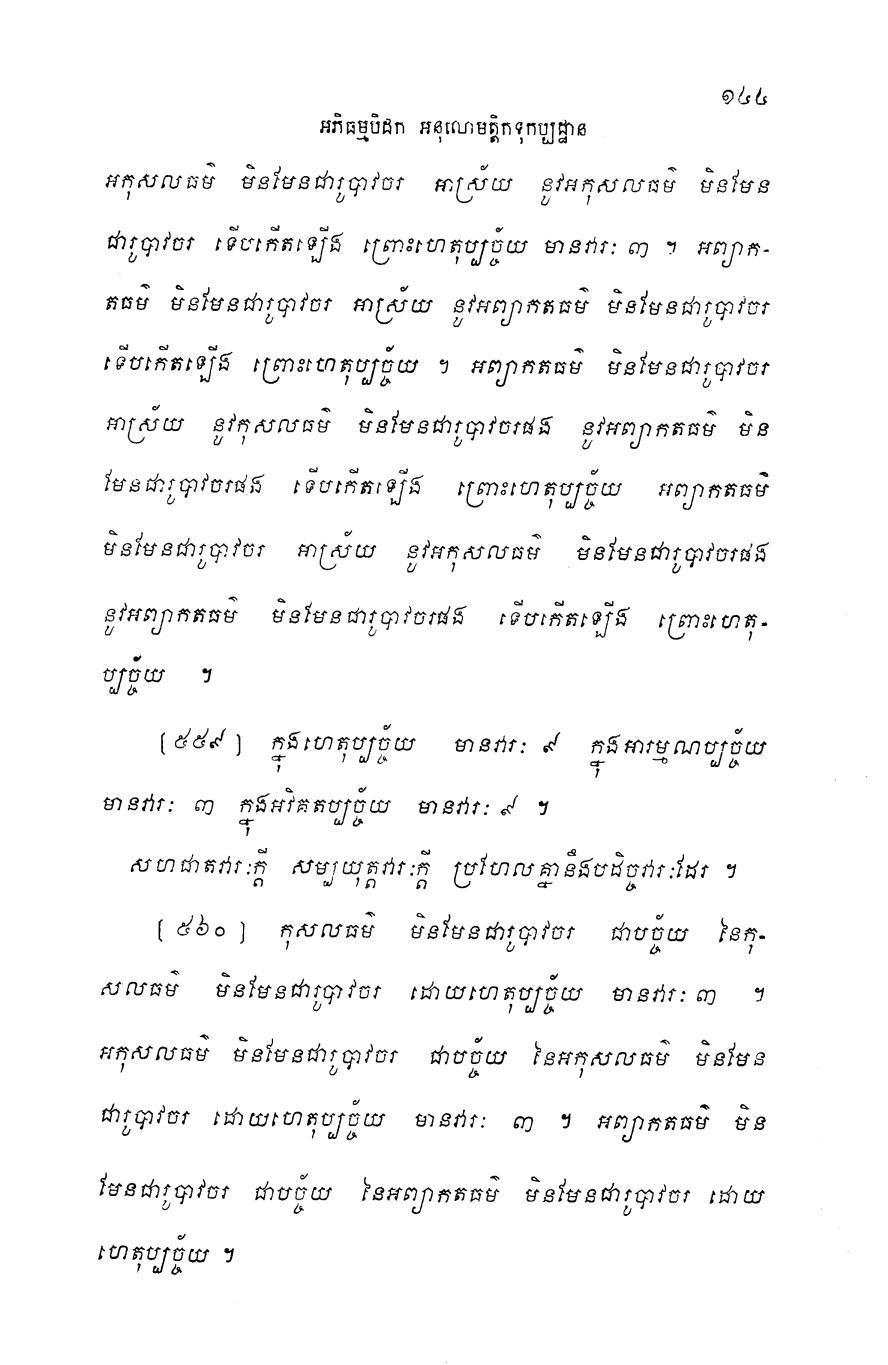 ១៤៤
អភិធម្មបិដក អនុលោមត្តិកទុកប្បដ្ឋាន
អកុសលធម៌ មិនមែនជារូបាវចរ អាស្រ័យ នូវអកុសលធម៌ មិនមែន
ជារូបាវចរ ទើបកើតឡើង ព្រោះហេតុប្បច្ច័យ មានវារៈ ៣ ។ អព្យាក-
តធម៌ មិនមែនជារូបាវចរ អាស្រ័យ នូវអព្យាកតធម៌ មិនមែនជារូបាវចរ
ទើបកើតឡើង ព្រោះហេតុប្បច្ច័យ ។ អព្យាកតធម៌ មិនមែនជារូបាវចរ
អាស្រ័យ នូវកុសលធម៌ មិនមែនជារូបាវចរផង នូវអព្យាកតធម៌ មិន
មែនជារូបាវចរផង ទើបកើតឡើង ព្រោះហេតុប្បច្ច័យ អព្យាកតធម៌
មិនមែនជារូបាវចរ អាស្រ័យ នូវអកុសលធម៌ មិនមែនជារូបាវចរផង
នូវអព្យាកតធម៌ មិនមែនជារូបាវចរផង ទើបកើតឡើង ព្រោះហេតុ-
ប្បច្ច័យ ។
[៥៥៩] ក្នុងហេតុប្បច្ច័យ មានវារៈ ៩ ក្នុងអារម្មណប្បច្ច័យ
មានវារៈ ៣ ក្នុងអវិគតប្បច្ច័យ មានវារៈ ៩ ។
សហជាតវារៈក្តី សម្បយុត្តវារៈក្តី ប្រហែលគ្នានឹងបដិច្ចវារៈដែរ ។
[៥៦០] កុសលធម៌ មិនមែនជារូបាវចរ ជាបច្ច័យ នៃកុ-
សលធម៌ មិនមែនជារូបាវចរ ដោយហេតុប្បច្ច័យ មានវារៈ ៣ ។
អកុសលធម៌ មិនមែនជារូបាវចរ ជាបច្ច័យ នៃអកុសលធម៌ មិនមែន
ជារូបាវចរ ដោយហេតុប្បច្ច័យ មានវារៈ ៣ ។ អព្យាកតធម៌ មិន
មែនជារូបាវចរ ជាបច្ច័យ នៃអព្យាកតធម៌ មិនមែនជារូបាវចរ ដោយ
ហេតុប្បច្ច័យ ។